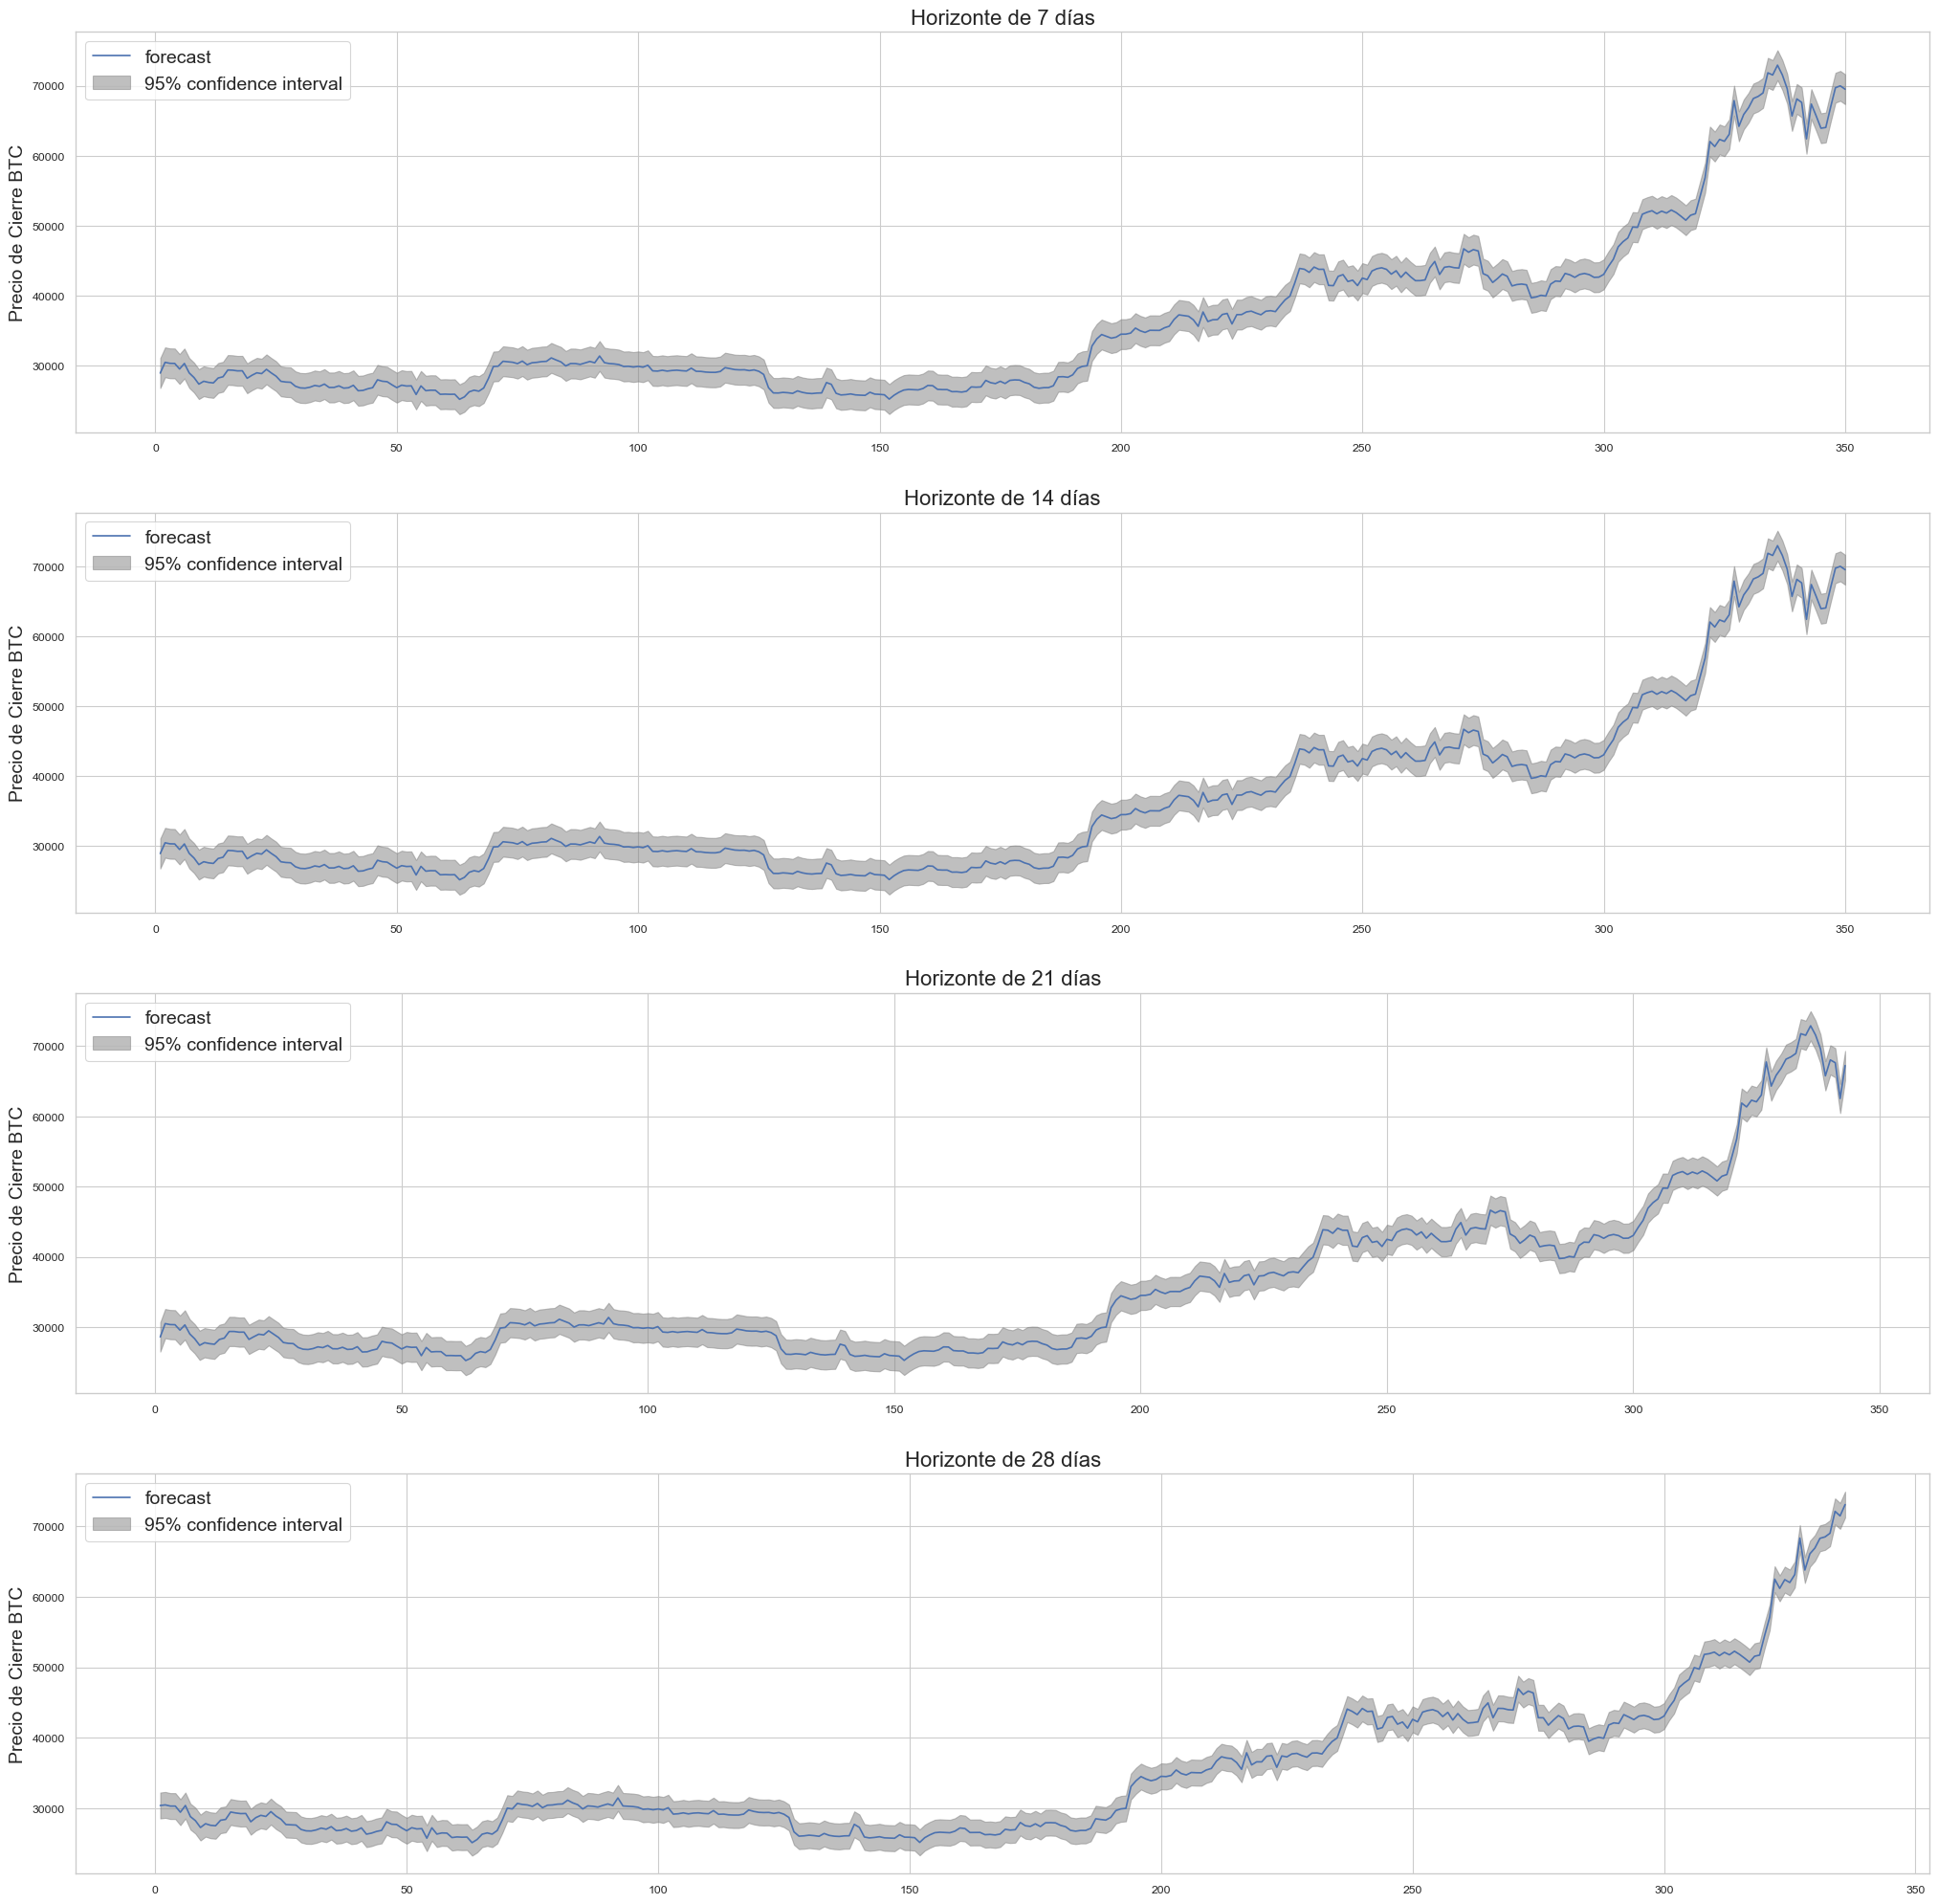 Horizonte de 7 días
forecast
95% confidence interval
Precio de Cierre BTC
70000
60000
50000
40000
30000
0 50 100 150 200 250 300 350
Horizonte de 14 días
forecast
95% confidence interval
Precio de Cierre BTC
70000
60000
50000
40000
30000
0 50 100 150 200 250 300 350
Horizonte de 21 días
forecast
95% confidence interval
Precio de Cierre BTC
70000
60000
50000
40000
30000
0 50 100 150 200 250 300 350
Horizonte de 28 días
forecast
95% confidence interval
Precio de Cierre BTC
70000
60000
50000
40000
30000
0 50 100 150 200 250 300 350